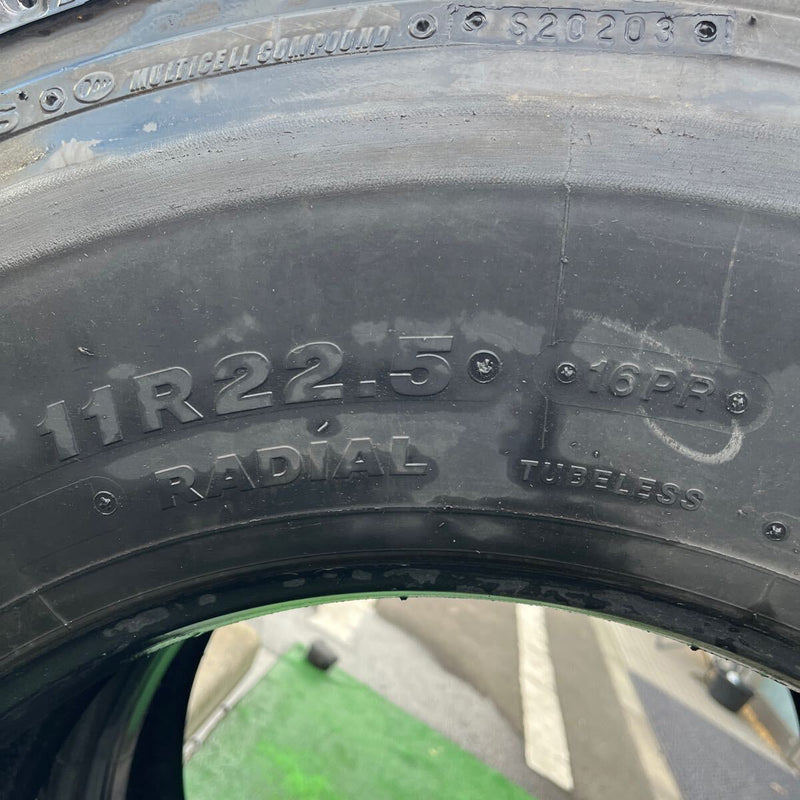 MULTICELL COMPOUND
S20203
11R22.5
16PR
RADIAL
TUBELESS